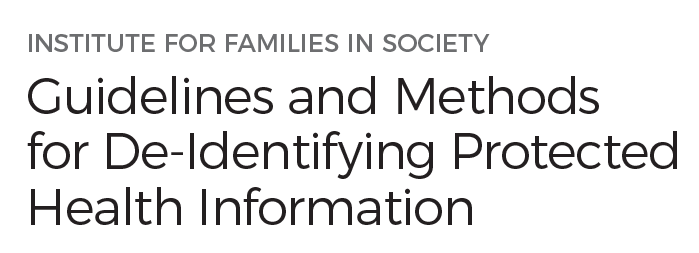 INSTITUTE FOR FAMILIES IN SOCIETY
Guidelines and Methods
for De-Identifying Protected
Health Information